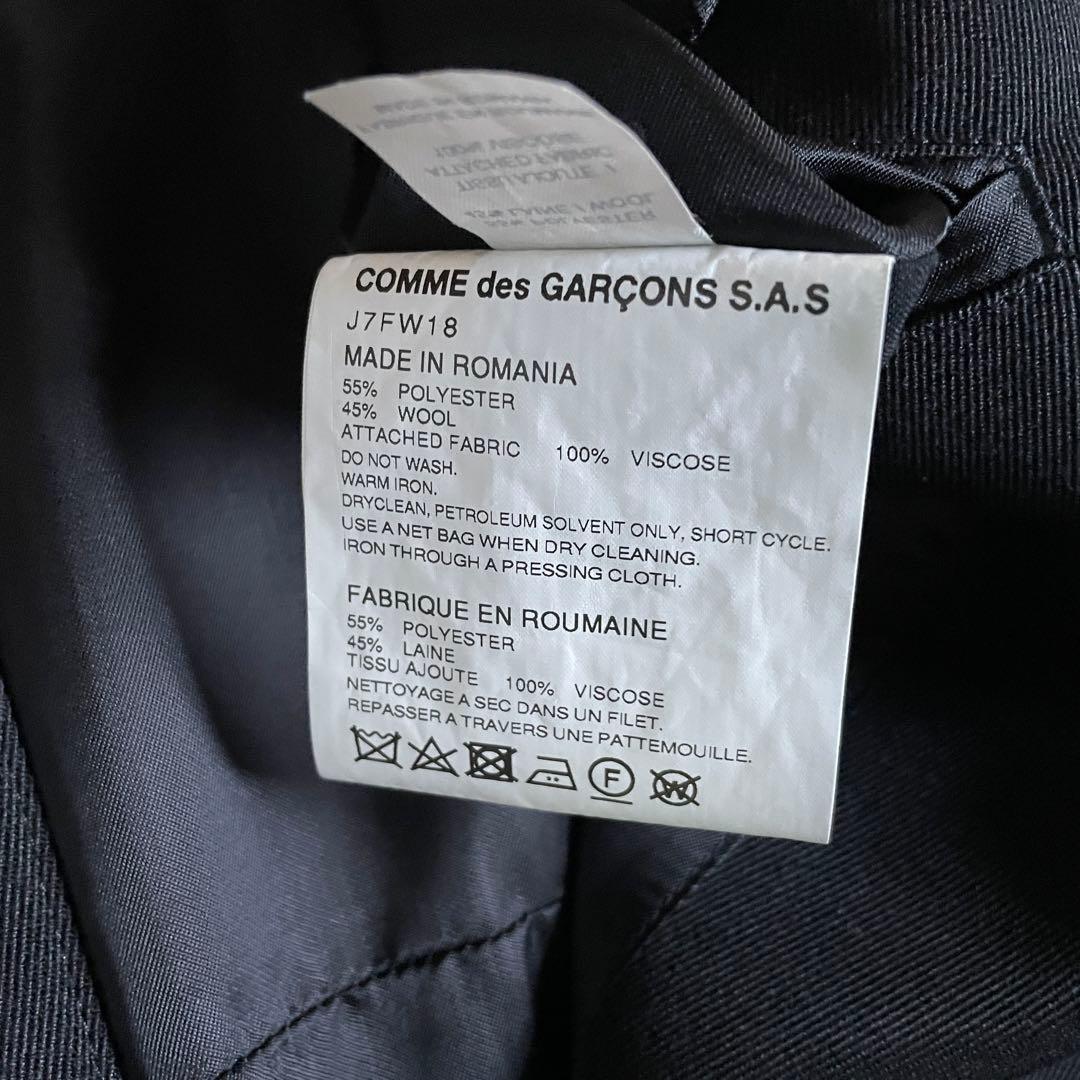 COMME des GARÇONS S.A.S
J7FW18
MADE IN ROMANIA
55% POLYESTER
45% WOOL
ATTACHED FABRIC 100% VISCOSE
DO NOT WASH.
WARM IRON.
DRYCLEAN, PETROLEUM SOLVENT ONLY, SHORT CYCLE.
USE A NET BAG WHEN DRY CLEANING.
IRON THROUGH A PRESSING CLOTH.
FABRIQUE EN ROUMAINE
55% POLYESTER
45% LAINE
TISSU AJOUTE 100% VISCOSE
NETTOYAGE A SEC DANS UN FILET.
REPASSER A TRAVERS UNE PATTEMOUILLE.
F
W